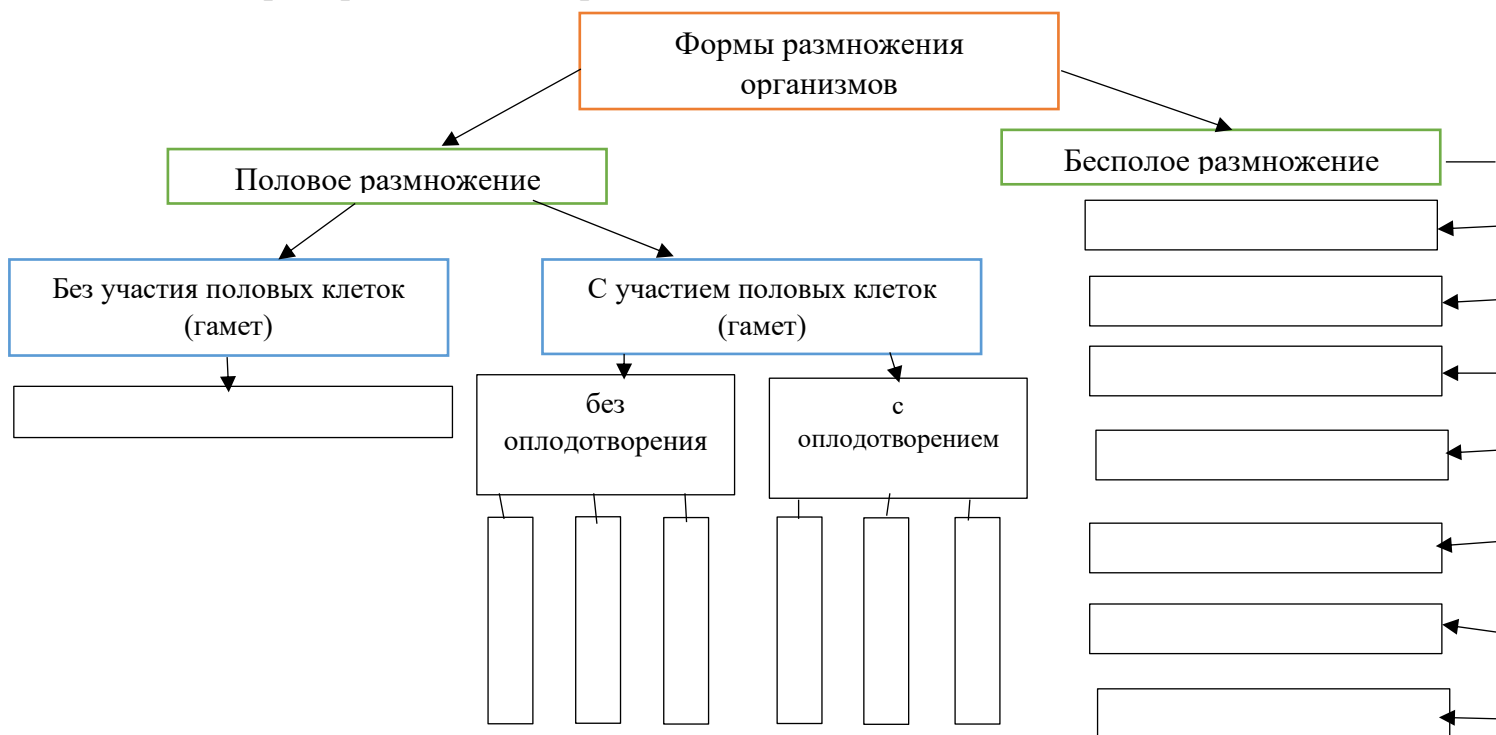 Формы размножения
организмов
Половое размножение
Бесполое размножение
Без участия половых клеток
(гамет)
С участием половых клеток
(гамет)
без
оплодотворения
с
оплодотворением